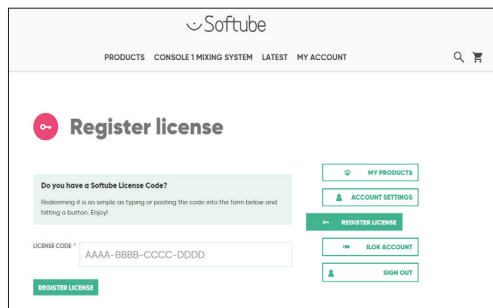 Softube
PRODUCTS CONSOLE 1 MIXING SYSTEM LATEST MY ACCOUNT
Register license
Do you have a Softube License Code?
Redeeming it is as simple as typing or pasting the code into the form below and
hitting a button. Enjoy!
LICENSE CODE *
AAAA-BBBB-CCCC-DDDD
REGISTER LICENSE
MY PRODUCTS
ACCOUNT SETTINGS
REGISTER LICENSE
ILOK ACCOUNT
SIGN OUT